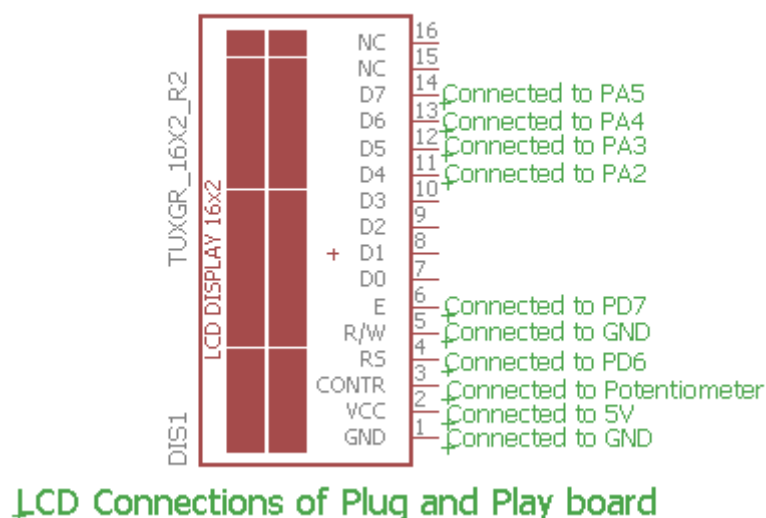 TUXGR_16X2_R2
DIS1
LCD DISPLAY 16x2
NC 16
NC 15
D7 14 Connected to PA5
D6 13 Connected to PA4
D5 12 Connected to PA3
D4 11 Connected to PA2
D3 10
D2 9
D1 8
D0 7
E 6 Connected to PD7
R/W 5 Connected to GND
RS 4 Connected to PD6
CONTR 3 Connected to Potentiometer
VCC 2 Connected to 5V
GND 1 Connected to GND
LCD Connections of Plug and Play board